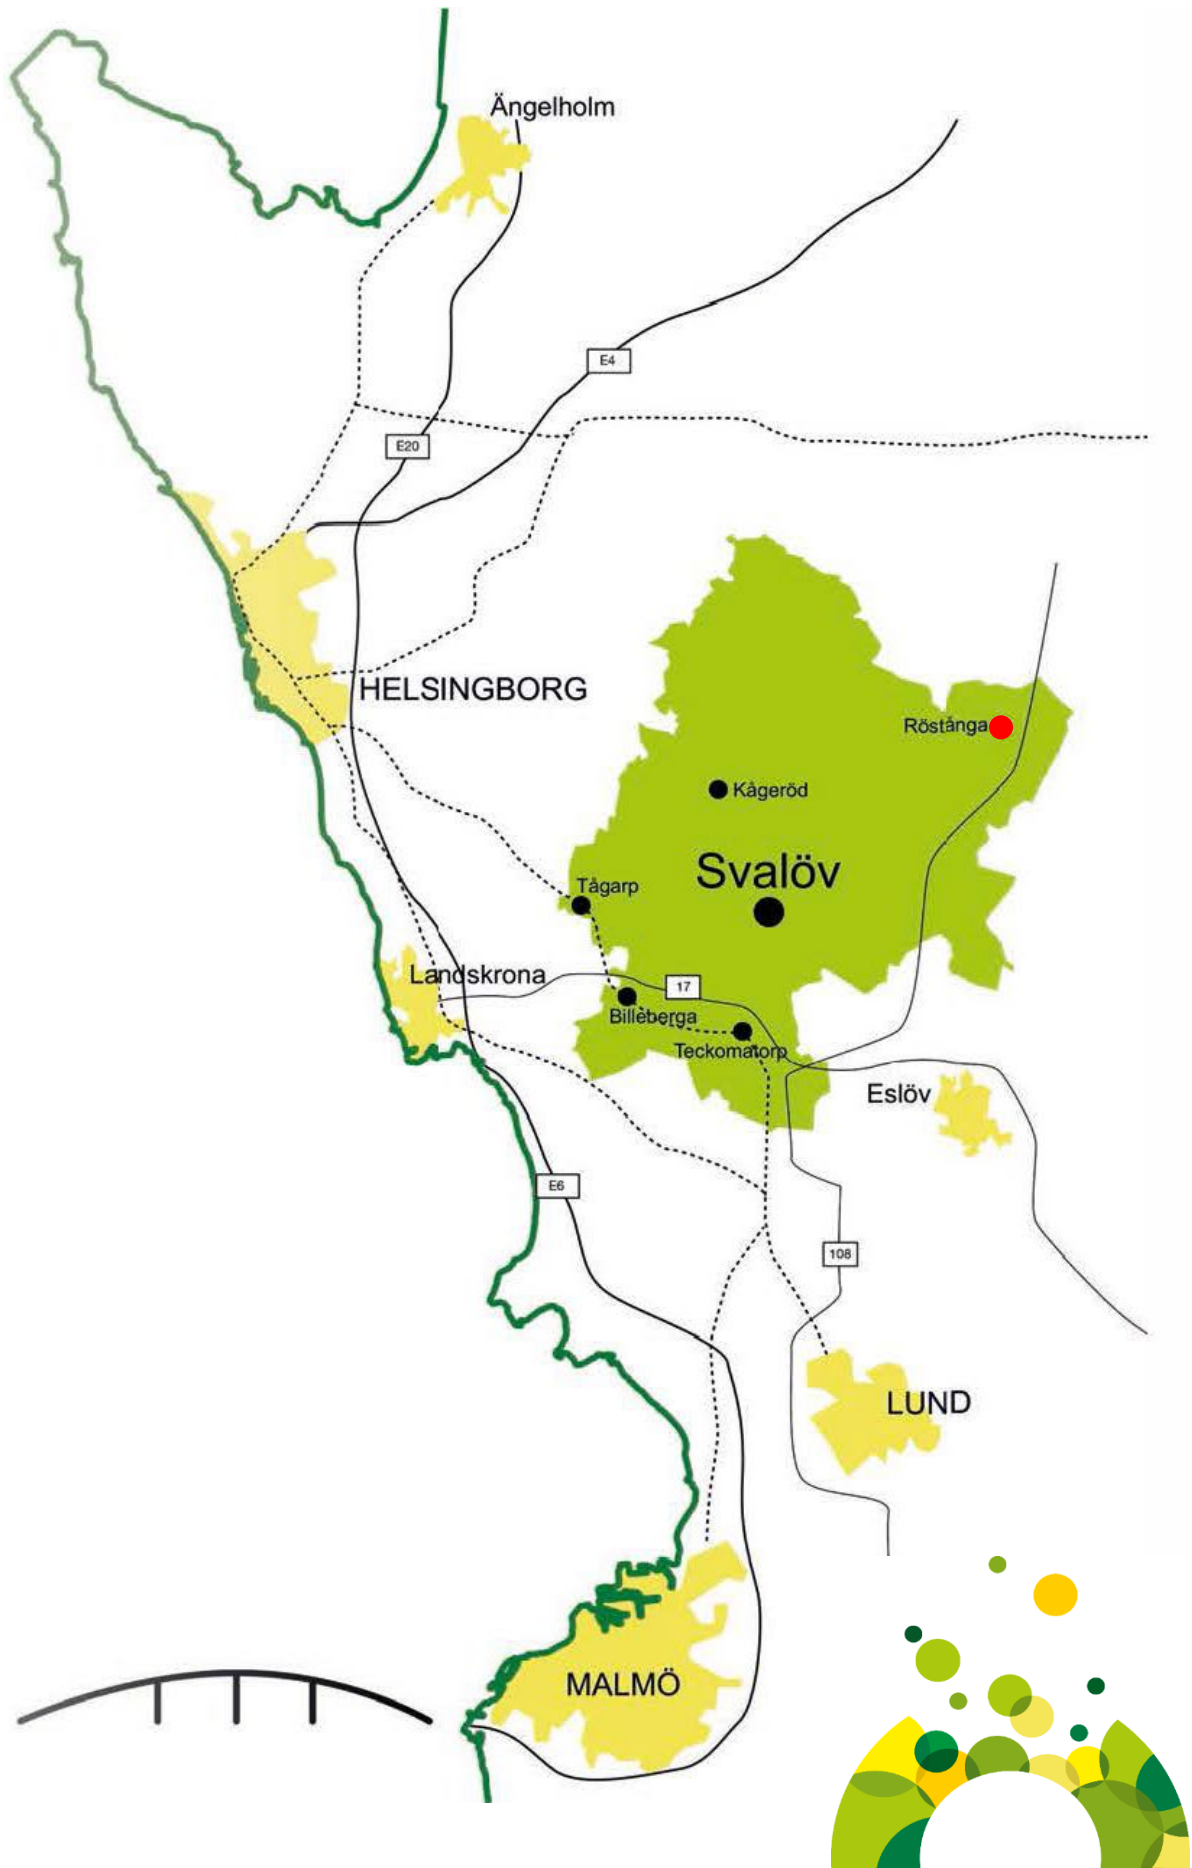 Ängelholm
E4
E20
HELSINGBORG
Röstånga
Kågeröd
Svalöv
Tågarp
Landskrona
17
Billeberga
Teckomatorp
Eslöv
E6
108
LUND
MALMÖ